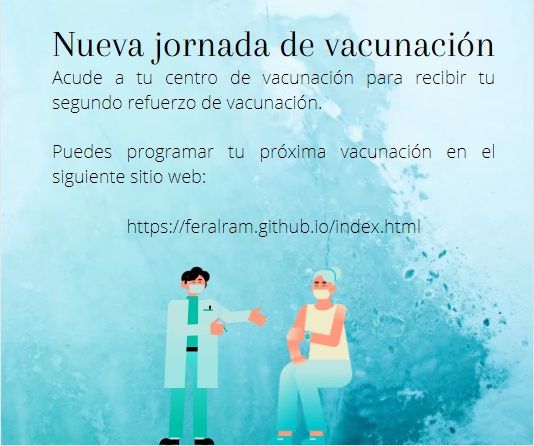 Nueva jornada de vacunación
Acude a tu centro de vacunación para recibir tu
segundo refuerzo de vacunación.
Puedes programar tu próxima vacunación en el
siguiente sitio web:
https://feralram.github.io/index.html